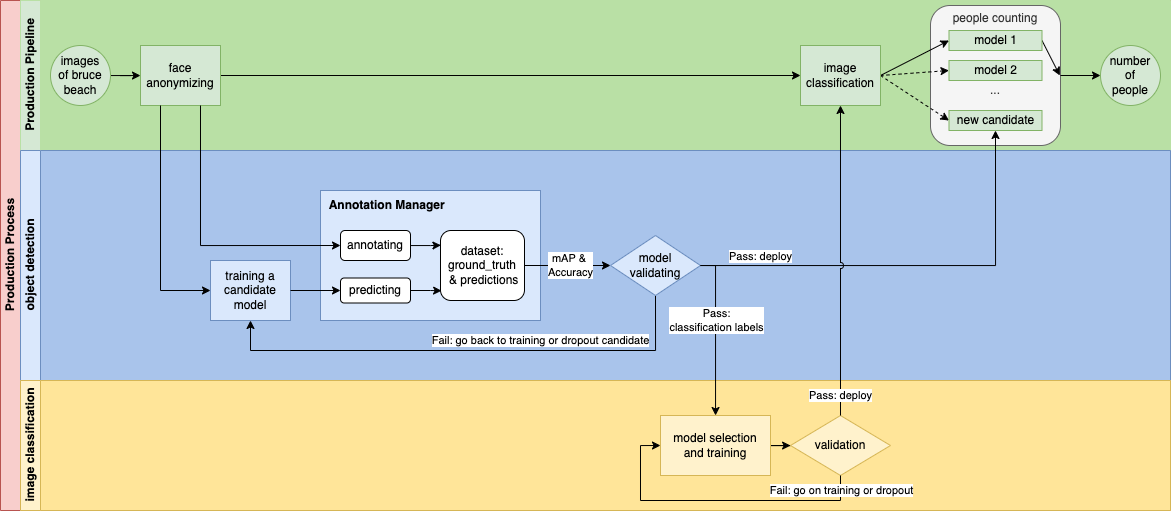 Production Process
Production Pipeline
images
of bruce
beach
face
anonymizing
image
classification
people counting
model 1
model 2
...
new candidate
number
of
people
object detection
Annotation Manager
annotating
predicting
dataset:
ground_truth
& predictions
training a
candidate
model
mAP &
Accuracy
model
validating
Pass: deploy
Pass:
classification labels
Fail: go back to training or dropout candidate
image classification
model selection
and training
validation
Pass: deploy
Fail: go on training or dropout